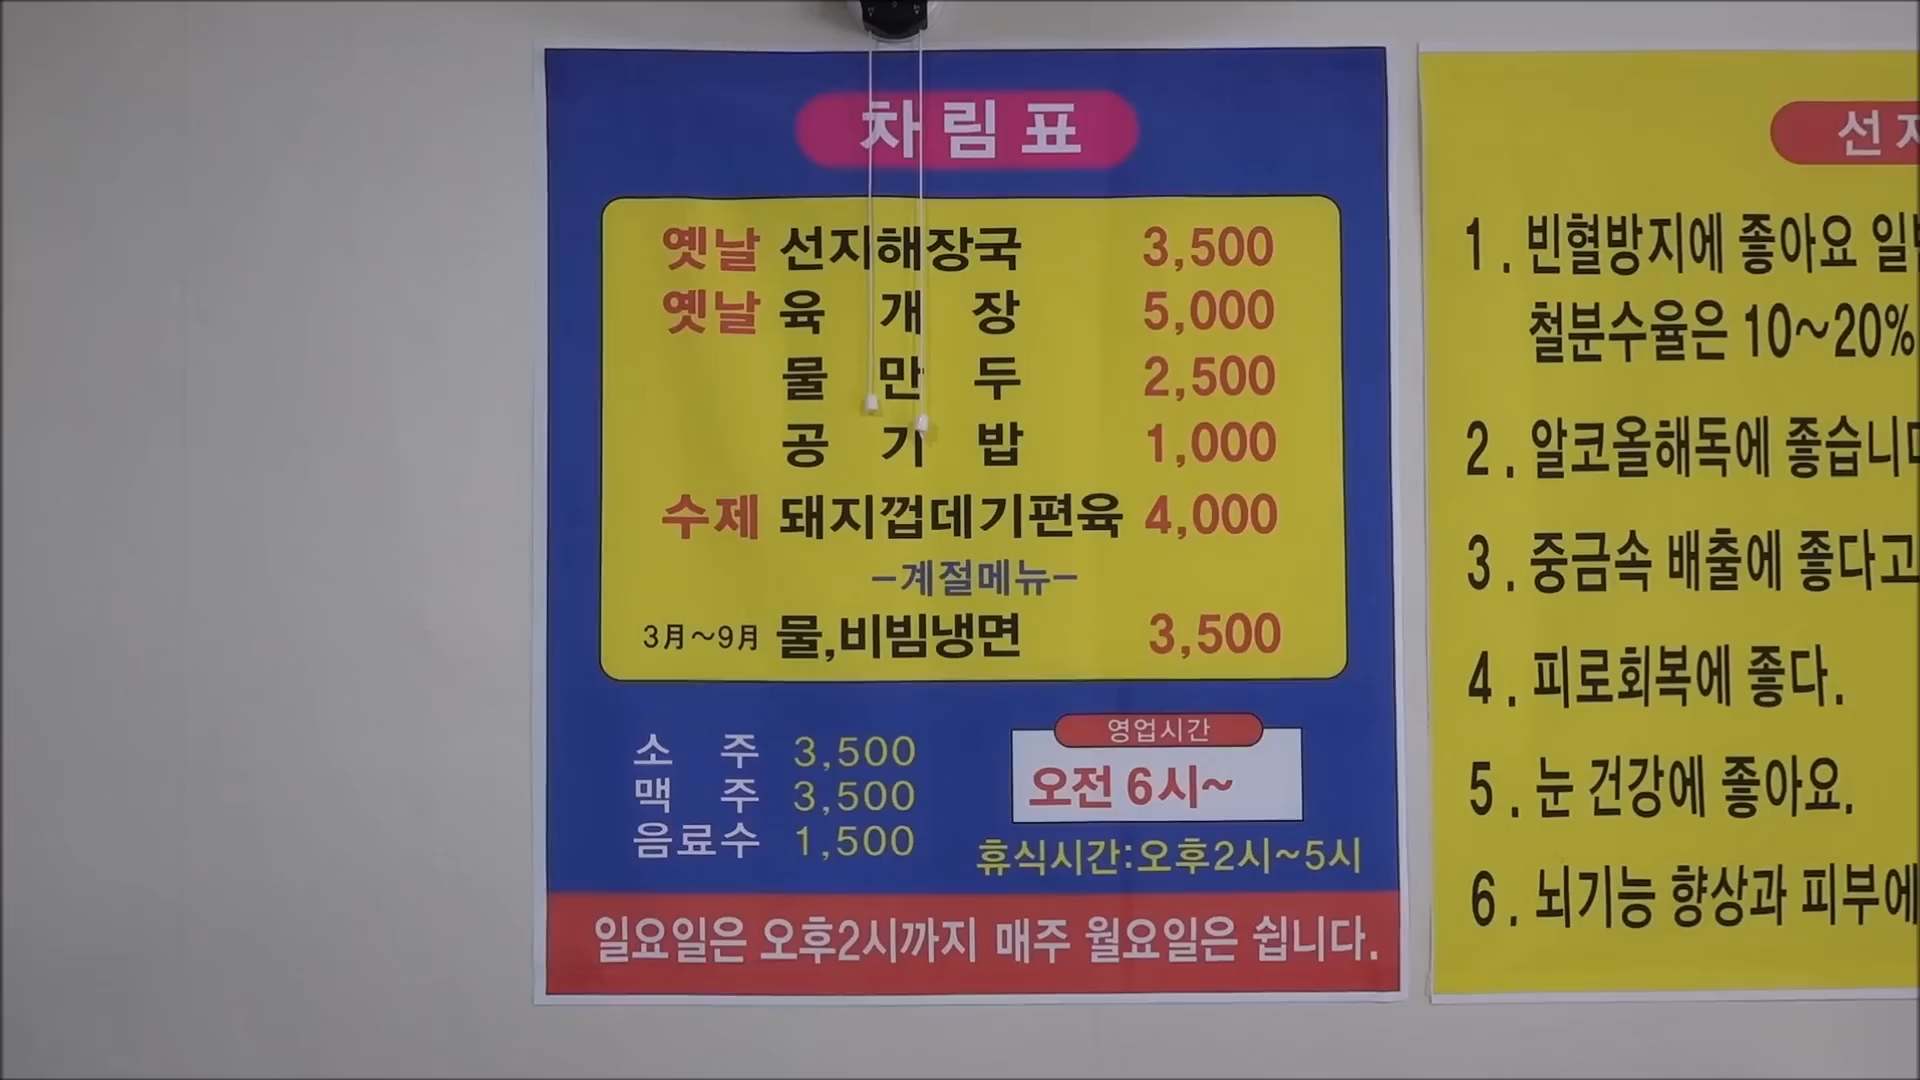 차림표
옛날 선지해장국 3,500
옛날 육개장 5,000
물만두 2,500
공기밥 1,000
수제 돼지껍데기편육 4,000
-계절메뉴-
3月~9月 물,비빔냉면 3,500
소주 3,500
맥주 3,500
음료수 1,500
영업시간
오전 6시~
휴식시간:오후2시~5시
일요일은 오후2시까지 매주 월요일은 쉽니다.
선
1. 빈혈방지에 좋아요
철분수율은 10~20%
2. 알코올해독에 좋습니다
3. 중금속 배출에 좋다고
4. 피로회복에 좋다.
5. 눈 건강에 좋아요.
6. 뇌기능 향상과 피부에